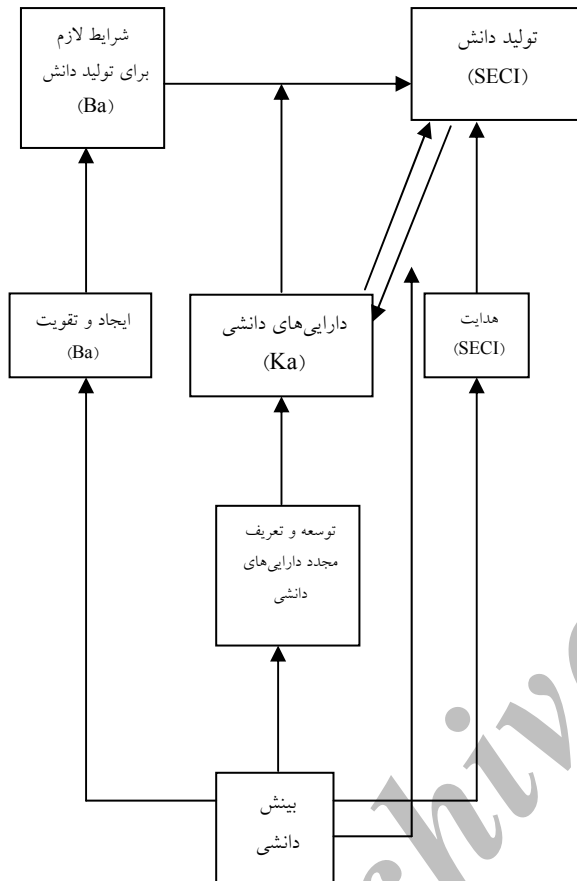 شرایط لازم
برای تولید دانش
(Ba)
تولید دانش
(SECI)
ایجاد و تقویت
(Ba)
دارایی‌های دانشی
(Ka)
هدایت
(SECI)
توسعه و تعریف
مجدد دارایی‌های
دانشی
بینش
دانشی